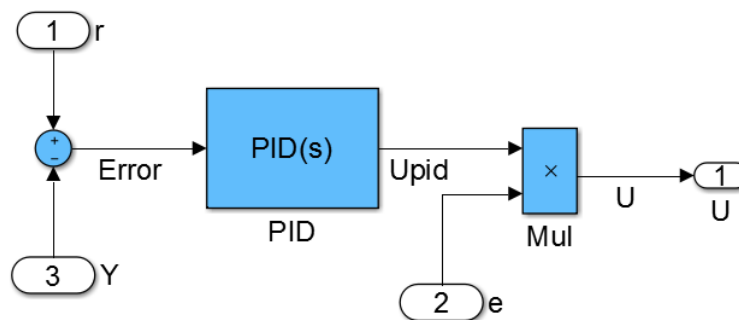 1
r
+
−
Error
PID(s)
PID
Upid
×
Mul
U
1
U
3
Y
2
e